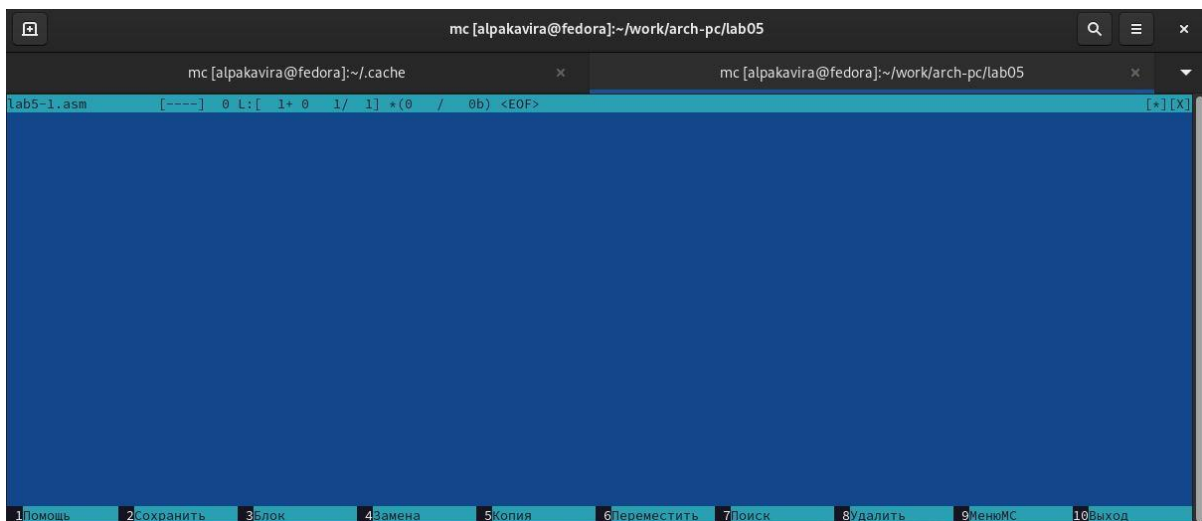 mc [alpakavira@fedora]:~/work/arch-pc/lab05
mc [alpakavira@fedora]:~/.cache mc [alpakavira@fedora]:~/work/arch-pc/lab05
lab5-1.asm [----] 0 L:[ 1+ 0 1/ 1] *(0 / 0b) <EOF> [*][X]
1Помощь 2Сохранить 3Блок 4Замена 5Копия 6Переместить 7Поиск 8Удалить 9МенюМС 10Выход